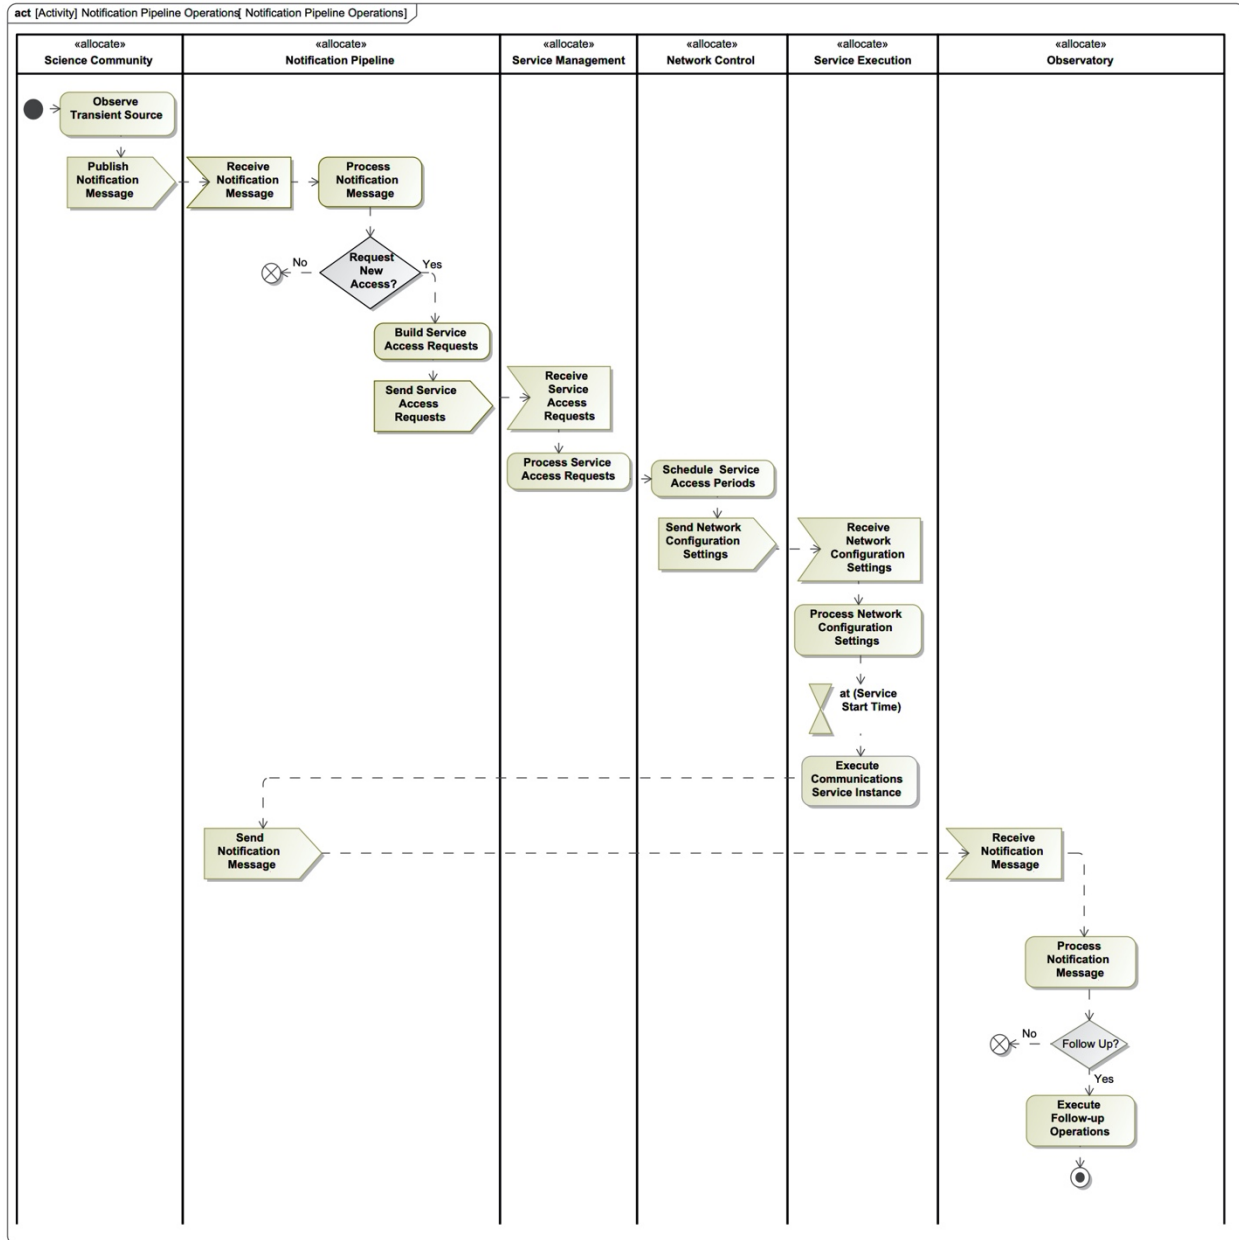 act [Activity] Notification Pipeline Operations[ Notification Pipeline Operations]
«allocate»
Science Community
«allocate»
Notification Pipeline
«allocate»
Service Management
«allocate»
Network Control
«allocate»
Service Execution
«allocate»
Observatory
Observe
Transient Source
Publish
Notification
Message
Receive
Notification
Message
Process
Notification
Message
Request
New
Access?
No
Yes
Build Service
Access Requests
Send Service
Access
Requests
Receive
Service
Access
Requests
Process Service
Access Requests
Schedule Service
Access Periods
Send Network
Configuration
Settings
Receive
Network
Configuration
Settings
Process Network
Configuration
Settings
at (Service
Start Time)
Execute
Communications
Service Instance
Send
Notification
Message
Receive
Notification
Message
Process
Notification
Message
Follow Up?
No
Yes
Execute
Follow-up
Operations